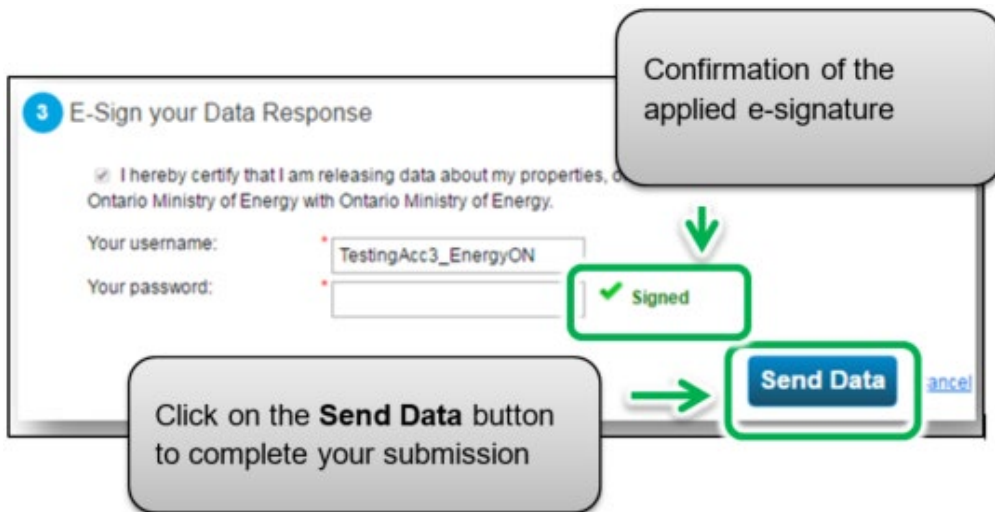 Confirmation of the
applied e-signature
3 E-Sign your Data Response
I hereby certify that I am releasing data about my properties,
Ontario Ministry of Energy with Ontario Ministry of Energy.
Your username: * TestingAcc3_EnergyON
Your password: *
Signed
Send Data ancel
Click on the Send Data button
to complete your submission